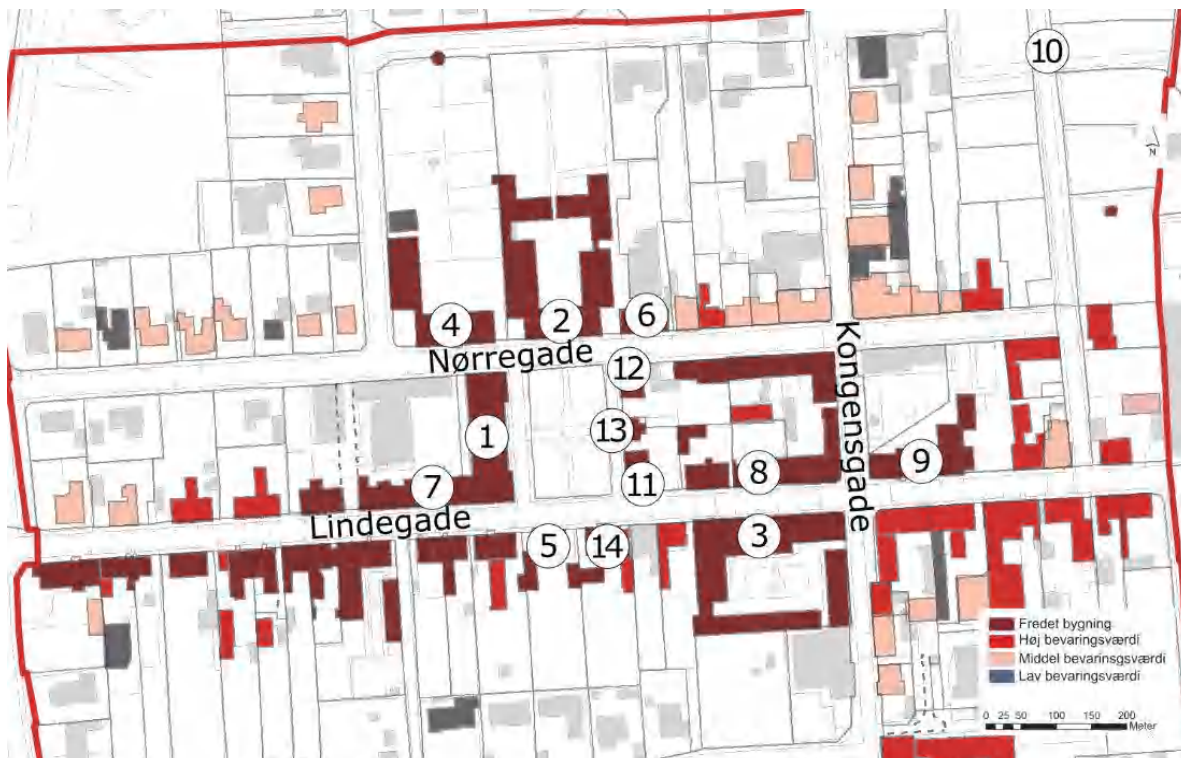 10
N
4
2
6
Nørregade
12
Kongensgade
1
13
7
11
8
9
Lindegade
5
14
3
Fredet bygning
Høj bevaringsværdi
Middel bevarinsgsværdi
Lav bevaringsværdi
0 25 50 100 150 200
Meter